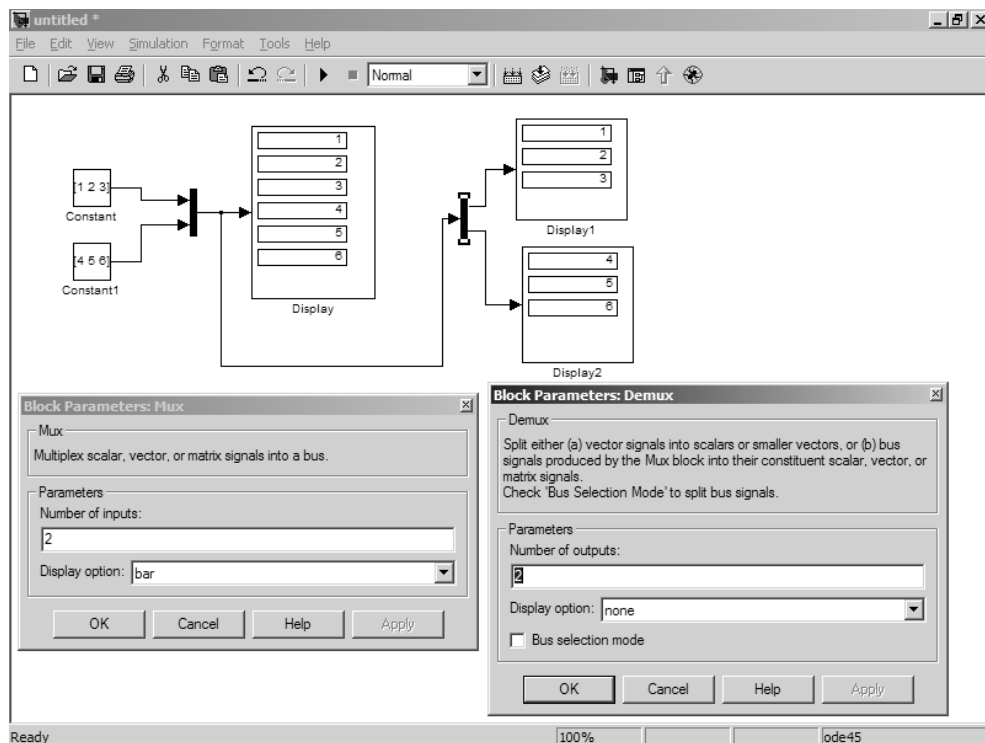 untitled *
File Edit View Simulation Format Tools Help
Normal
[1 2 3]
Constant
[4 5 6]
Constant1
1
2
3
4
5
6
Display
1
2
3
Display1
4
5
6
Display2
Block Parameters: Mux
Mux
Multiplex scalar, vector, or matrix signals into a bus.
Parameters
Number of inputs:
2
Display option: bar
OK Cancel Help Apply
Block Parameters: Demux
Demux
Split either (a) vector signals into scalars or smaller vectors, or (b) bus
signals produced by the Mux block into their constituent scalar, vector, or
matrix signals.
Check 'Bus Selection Mode' to split bus signals.
Parameters
Number of outputs:
2
Display option: none
Bus selection mode
OK Cancel Help Apply
Ready 100% ode45